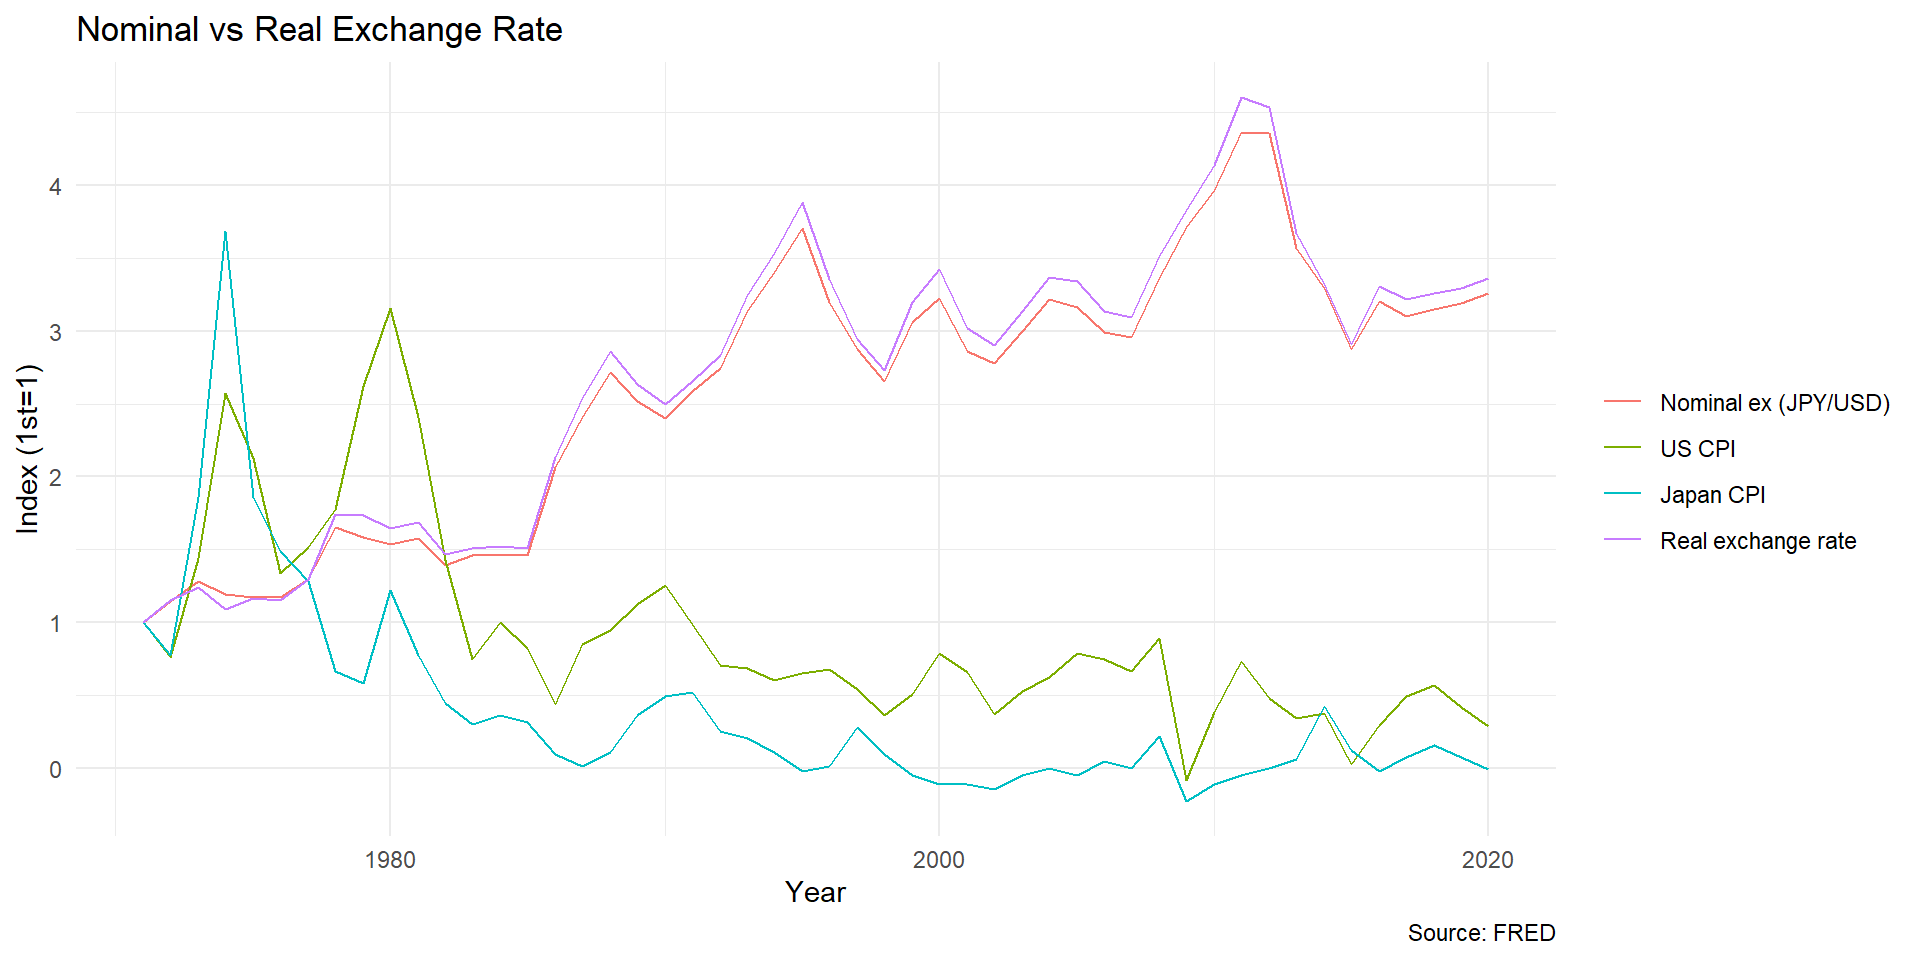 Nominal vs Real Exchange Rate
Index (1st=1)
4
3
2
1
0
1980
2000
2020
Year
Nominal ex (JPY/USD)
US CPI
Japan CPI
Real exchange rate
Source: FRED